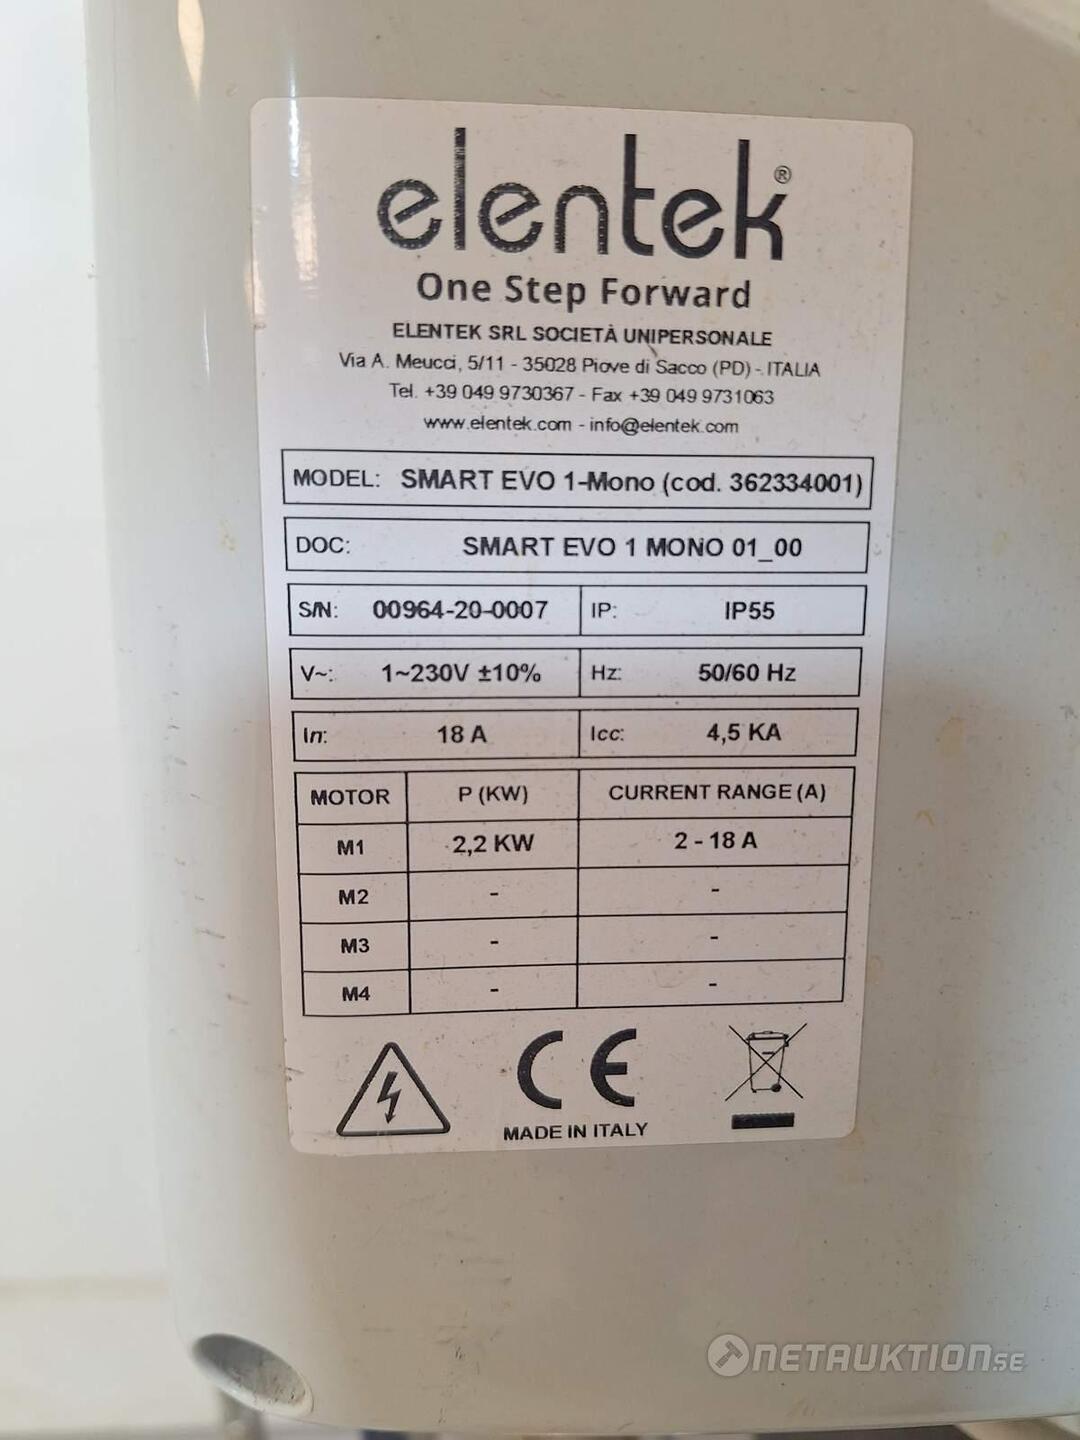 elentek®
One Step Forward
ELENTEK SRL SOCIETÀ UNIPERSONALE
Via A. Meucci, 5/11 - 35028 Piove di Sacco (PD) - ITALIA
Tel. +39 049 9730367 - Fax +39 049 9731063
www.elentek.com - info@elentek.com
MODEL: SMART EVO 1-Mono (cod. 362334001)
DOC: SMART EVO 1 MONO 01_00
S/N: 00964-20-0007 IP: IP55
V~: 1~230V ±10% Hz: 50/60 Hz
In: 18 A Icc: 4,5 KA
MOTOR P (KW) CURRENT RANGE (A)
M1 2,2 KW 2 - 18 A
M2 - -
M3 - -
M4 - -
CE
MADE IN ITALY
NETAUKTION.SE